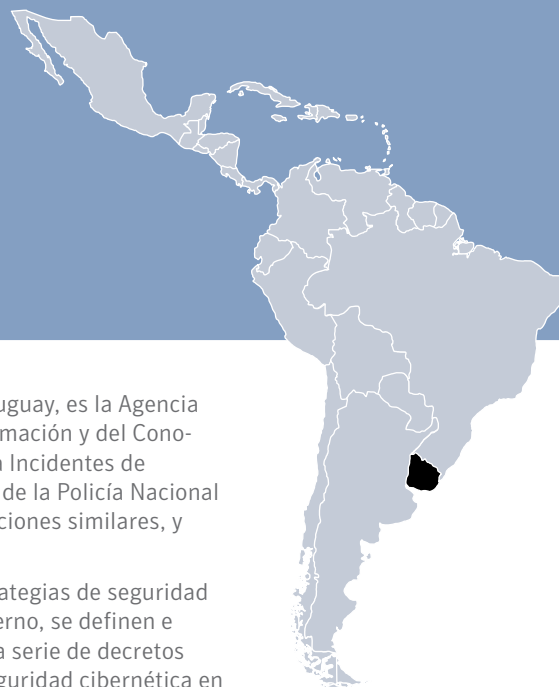 uguay, es la Agencia
mación y del Cono-
a Incidentes de
de la Policía Nacional
ciones similares, y
ategias de seguridad
erno, se definen e
a serie de decretos
guridad cibernética en